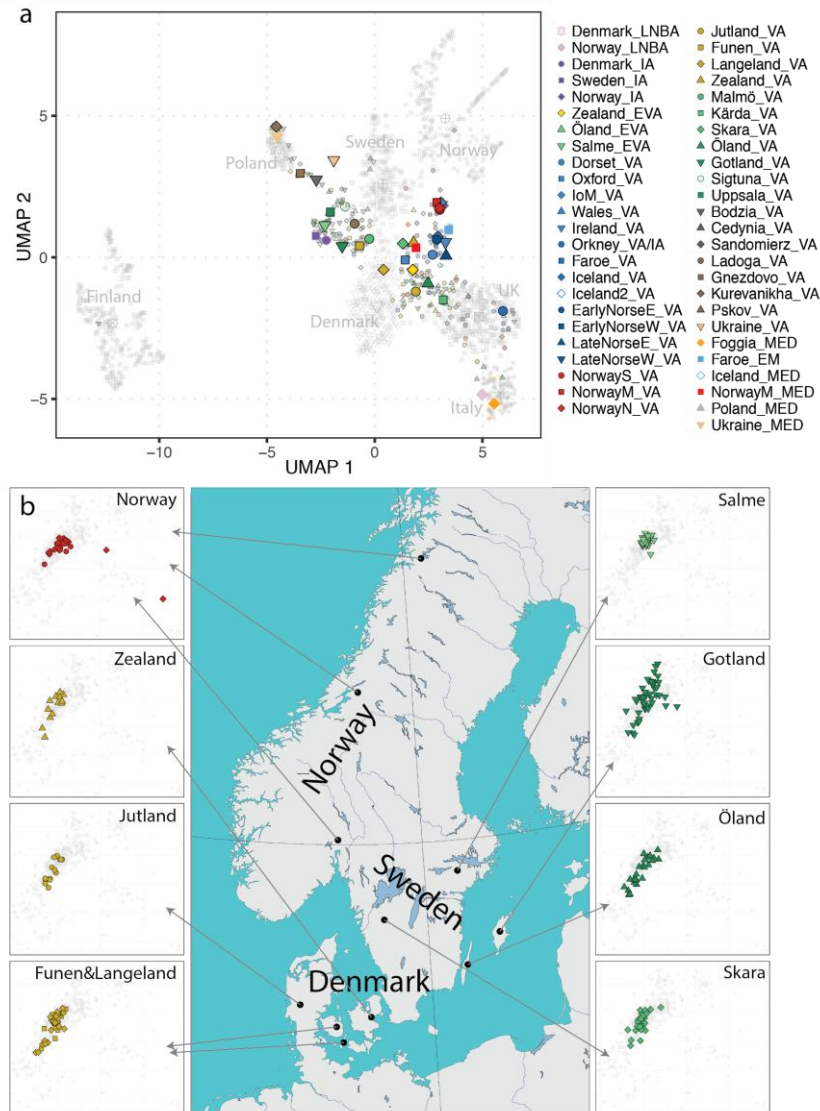 a
Denmark_LNBA
Norway_LNBA
Denmark_IA
Sweden_IA
Norway_IA
Zealand_EVA
Öland_EVA
Salme_EVA
Dorset_VA
Oxford_VA
IoM_VA
Wales_VA
Ireland_VA
Orkney_VA/IA
Faroe_VA
Iceland_VA
Iceland2_VA
EarlyNorseE_VA
EarlyNorseW_VA
LateNorseE_VA
LateNorseW_VA
NorwayS_VA
NorwayM_VA
NorwayN_VA
Jutland_VA
Funen_VA
Langeland_VA
Zealand_VA
Malmö_VA
Kärda_VA
Skara_VA
Öland_VA
Gotland_VA
Sigtuna_VA
Uppsala_VA
Bodzia_VA
Cedynia_VA
Sandomierz_VA
Ladoga_VA
Gnezdovo_VA
Kurevanikha_VA
Pskov_VA
Ukraine_VA
Foggia_MED
Faroe_EM
Iceland_MED
NorwayM_MED
Poland_MED
Ukraine_MED
UMAP 2
5
0
−5
Sweden
Norway
Poland
Finland
Denmark
UK
Italy
−10
−5
0
5
UMAP 1
b
Norway
Zealand
Jutland
Funen&Langeland
Norway
Sweden
Denmark
Salme
Gotland
Öland
Skara